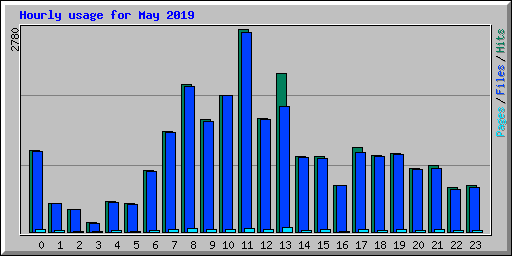 Hourly usage for May 2019
2780
Pages/Files/Hits
0 1 2 3 4 5 6 7 8 9 10 11 12 13 14 15 16 17 18 19 20 21 22 23